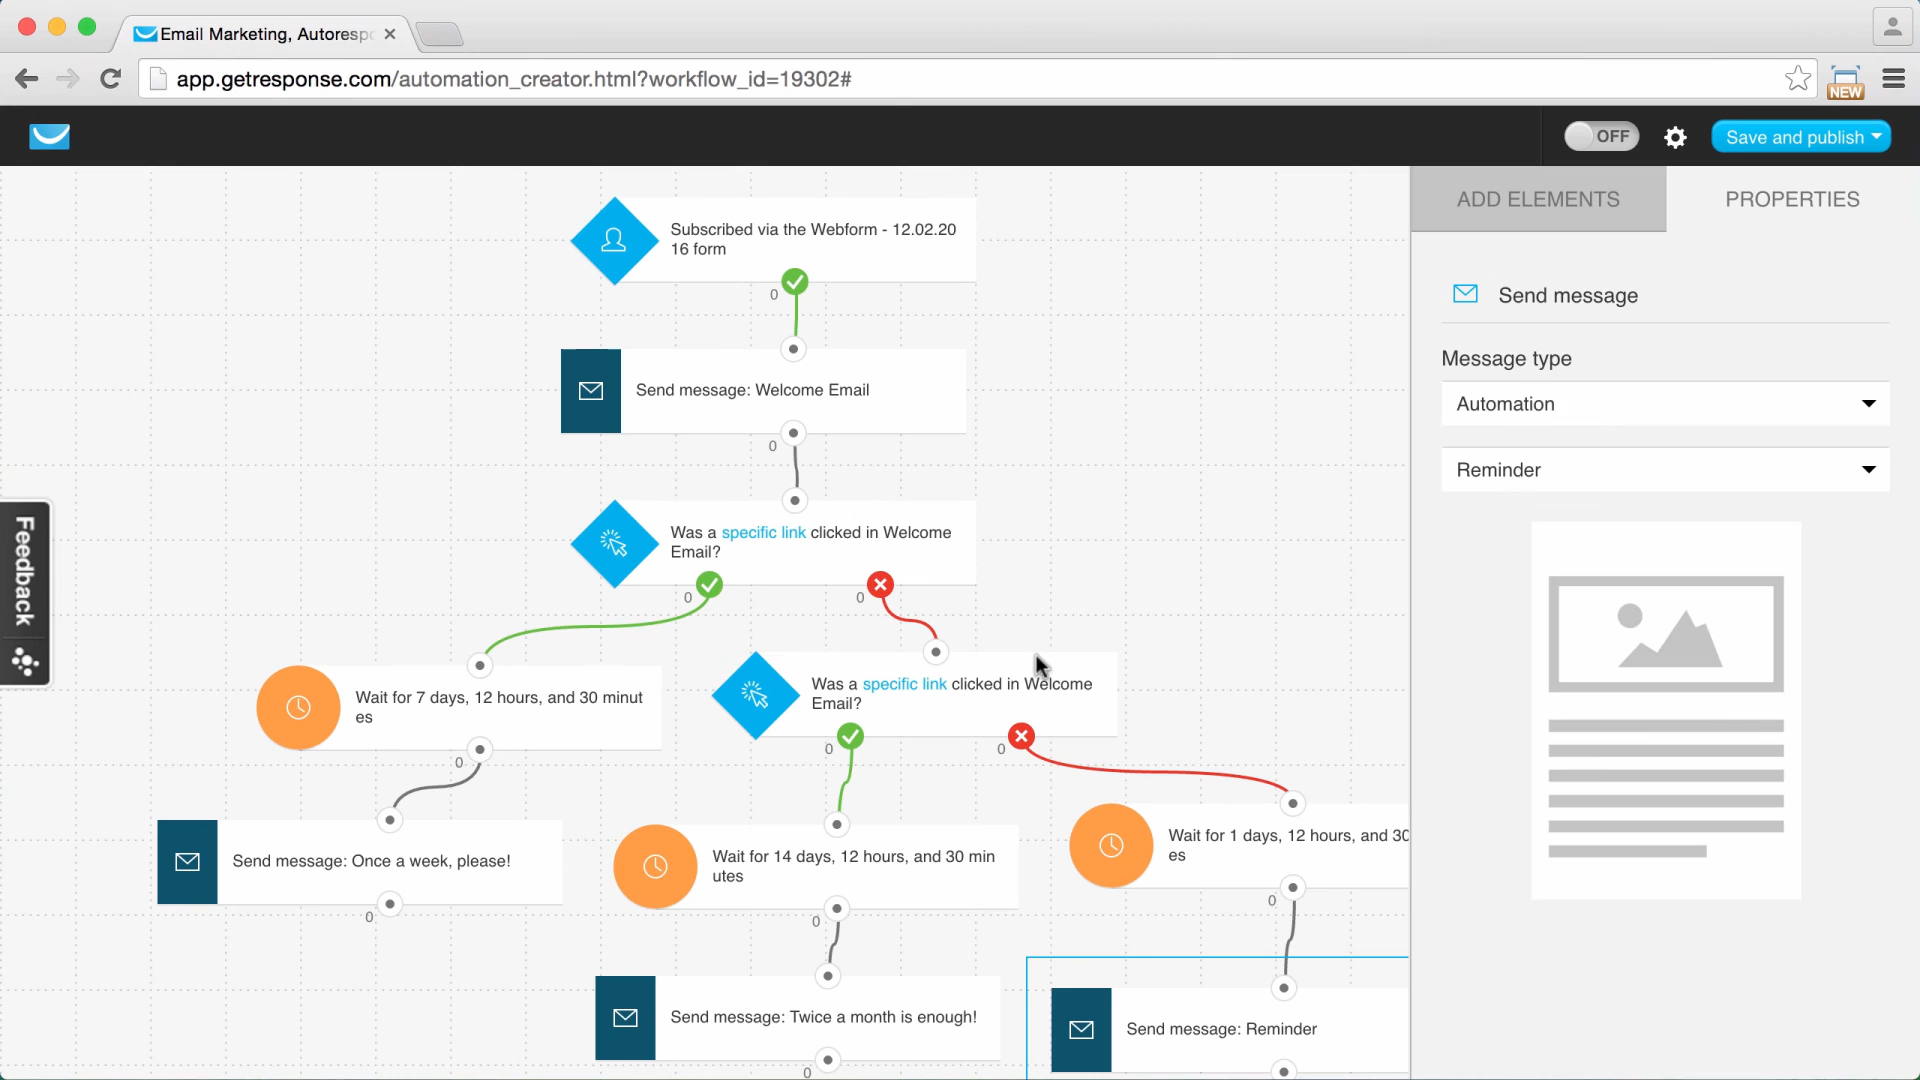 Email Marketing, Autoresp
app.getresponse.com/automation_creator.html?workflow_id=19302#
NEW
OFF
Save and publish
ADD ELEMENTS
PROPERTIES
Subscribed via the Webform - 12.02.20
16 form
0
Send message: Welcome Email
0
Was a specific link clicked in Welcome
Email?
0
0
Wait for 7 days, 12 hours, and 30 minut
es
0
Was a specific link clicked in Welcome
Email?
0
0
Send message: Once a week, please!
0
Wait for 14 days, 12 hours, and 30 min
utes
0
Wait for 1 days, 12 hours, and 30
es
0
Send message: Twice a month is enough!
0
Send message: Reminder
Send message
Message type
Automation
Reminder
Feedback